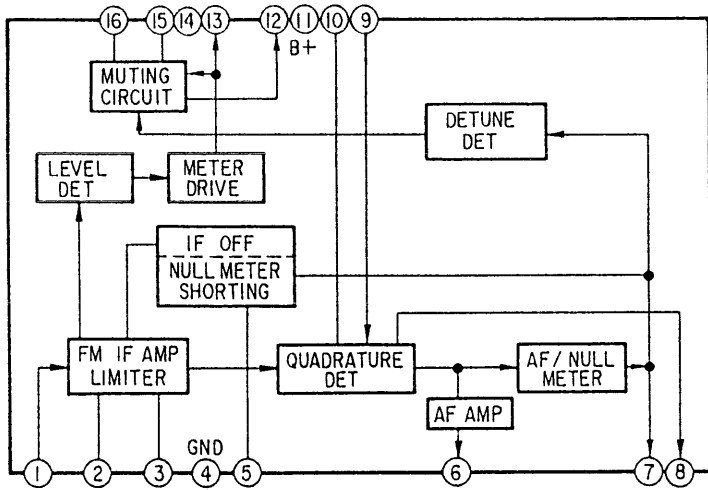 16 15 14 13 12 11 10 9
B+
MUTING
CIRCUIT
DETUNE
DET
LEVEL
DET
METER
DRIVE
IF OFF
NULL METER
SHORTING
FM IF AMP
LIMITER
QUADRATURE
DET
AF/NULL
METER
AF AMP
GND
1 2 3 4 5 6 7 8